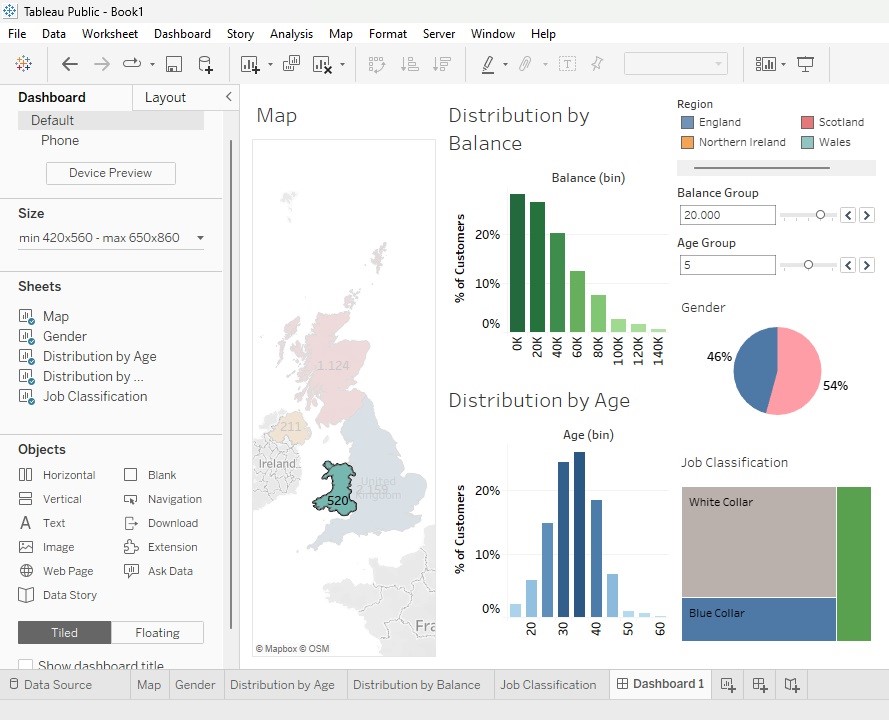 Tableau Public - Book1
File Data Worksheet Dashboard Story Analysis Map Format Server Window Help
Dashboard Layout
Default
Phone
Device Preview
Size
min 420x560 - max 650x860
Sheets
Map
Gender
Distribution by Age
Distribution by ...
Job Classification
Objects
Horizontal Blank
Vertical Navigation
A Text Download
Image Extension
Web Page Ask Data
Data Story
Tiled Floating
Show dashboard title
Map
1.124
211
Ireland
United
Kingdom
520
Fra
© Mapbox © OSM
Distribution by
Balance
Balance (bin)
% of Customers
20%
10%
0%
0K 20K 40K 60K 80K 100K 120K 140K
Distribution by Age
Age (bin)
% of Customers
20%
10%
0%
20 30 40 50 60
Region
England Scotland
Northern Ireland Wales
Balance Group
20.000
Age Group
5
Gender
46%
54%
Job Classification
White Collar
Blue Collar
Data Source Map Gender Distribution by Age Distribution by Balance Job Classification Dashboard 1